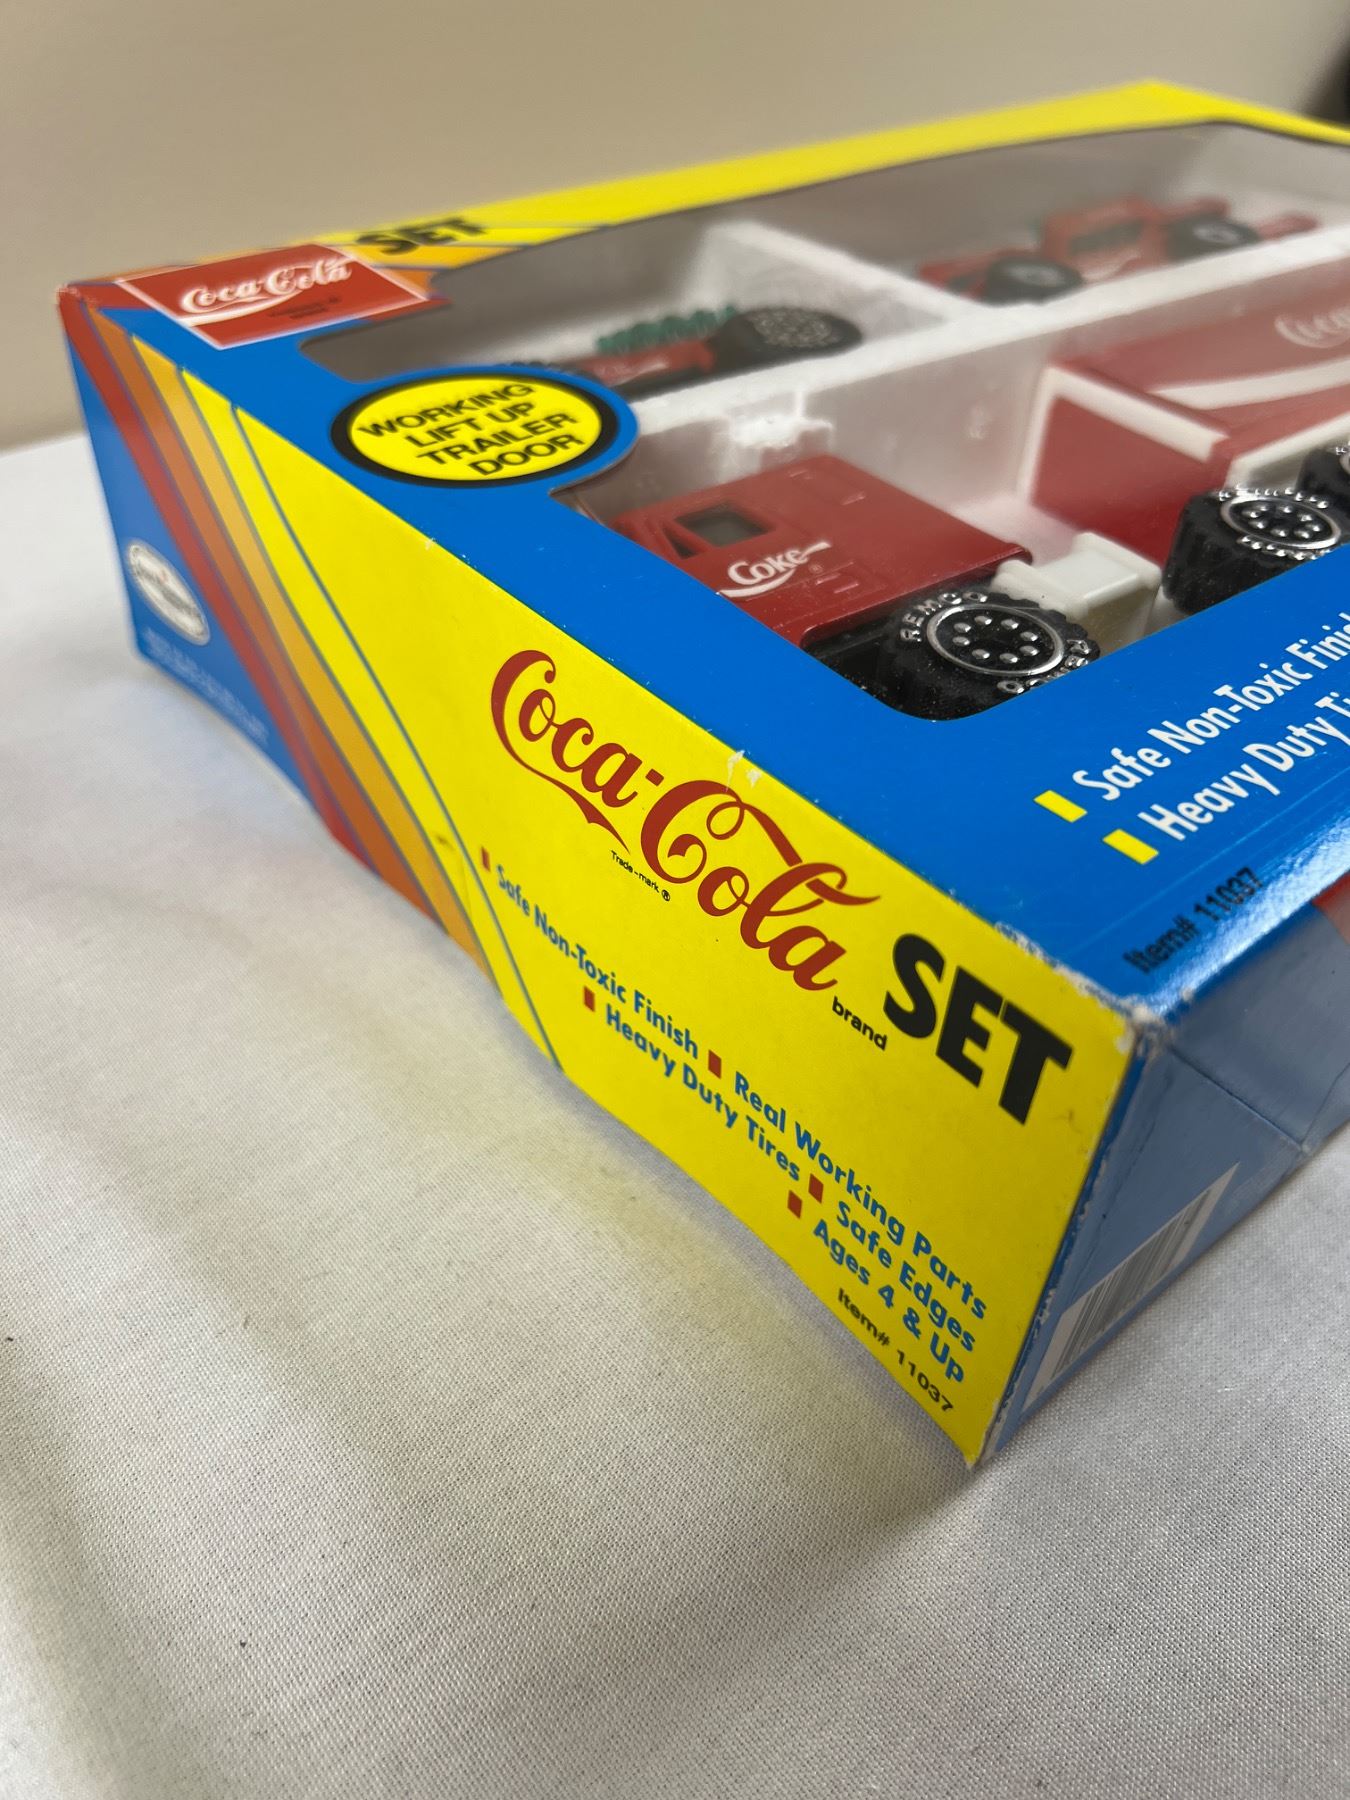 SET
Coca-Cola
WORKING
LIFT UP
TRAILER
DOOR
Coca
Coke
REMCO
Safe Non-Toxic Finish
Heavy Duty
Item# 11037
Coca-Cola
Trade-mark ®
brand
SET
Safe Non-Toxic Finish Real Working Parts
Heavy Duty Tires Safe Edges
Ages 4 & Up
Item# 11037